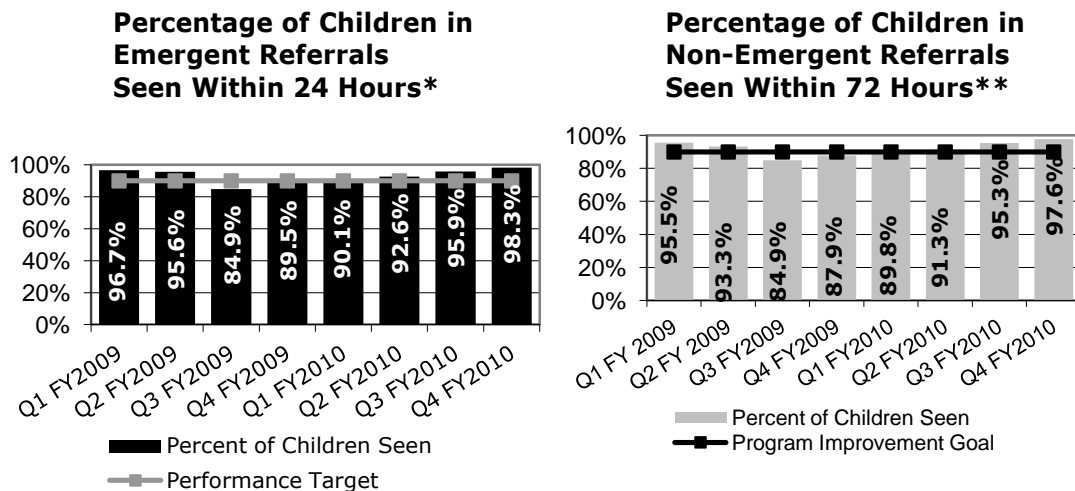 Percentage of Children in
Emergent Referrals
Seen Within 24 Hours*
100%
80%
60%
40%
20%
0%
96.7%
95.6%
84.9%
89.5%
90.1%
92.6%
95.9%
98.3%
Q1 FY2009
Q2 FY2009
Q3 FY2009
Q4 FY2009
Q1 FY2010
Q2 FY2010
Q3 FY2010
Q4 FY2010
Percent of Children Seen
Performance Target
Percentage of Children in
Non-Emergent Referrals
Seen Within 72 Hours**
100%
80%
60%
40%
20%
0%
95.5%
93.3%
84.9%
87.9%
89.8%
91.3%
95.3%
97.6%
Q1 FY 2009
Q2 FY 2009
Q3 FY2009
Q4 FY2009
Q1 FY2010
Q2 FY2010
Q3 FY2010
Q4 FY2010
Percent of Children Seen
Program Improvement Goal